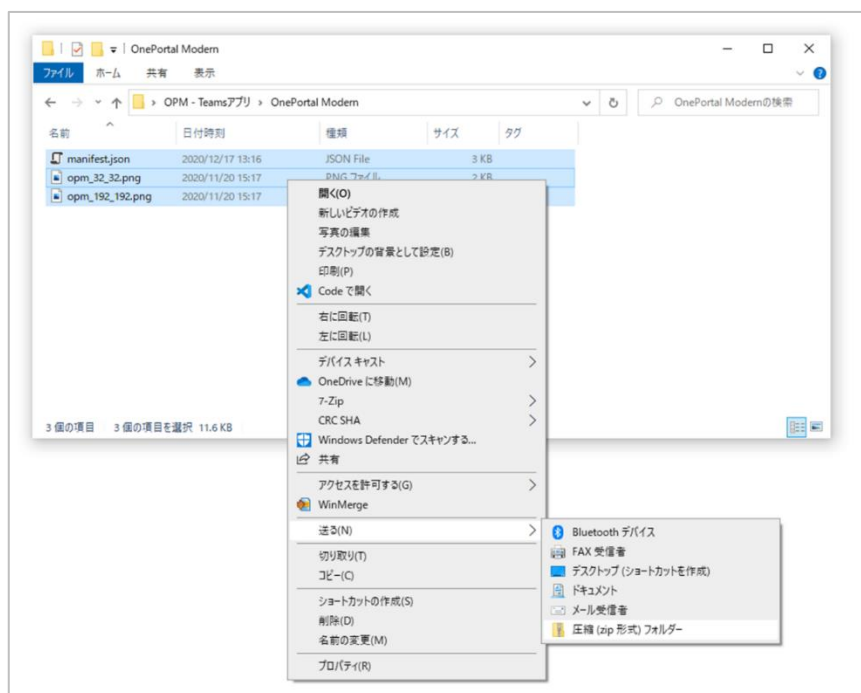 OnePortal Modern
ファイル ホーム 共有 表示
OPM - Teamsアプリ › OnePortal Modern
OnePortal Modernの検索
名前 日付時刻 種類 サイズ タグ
manifest.json 2020/12/17 13:16 JSON File 3 KB
opm_32_32.png 2020/11/20 15:17 PNG ファイル 2 KB
opm_192_192.png 2020/11/20 15:17
開く(O)
新しいビデオの作成
写真の編集
デスクトップの背景として設定(B)
印刷(P)
Code で開く
右に回転(T)
左に回転(L)
デバイス キャスト
OneDrive に移動(M)
7-Zip
CRC SHA
Windows Defender でスキャンする...
共有
アクセスを許可する(G)
WinMerge
送る(N)
切り取り(T)
コピー(C)
ショートカットの作成(S)
削除(D)
名前の変更(M)
プロパティ(R)
Bluetooth デバイス
FAX 受信者
デスクトップ (ショートカットを作成)
ドキュメント
メール受信者
圧縮 (zip 形式) フォルダー
3 個の項目 3 個の項目を選択 11.6 KB